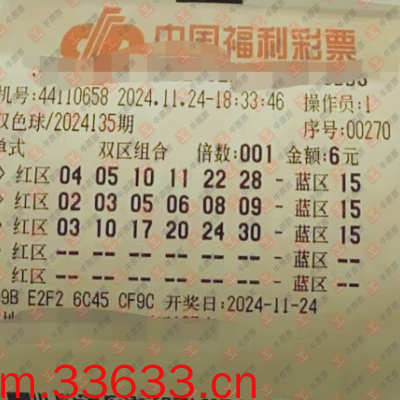 中国福利彩票
机号:44110658 2024.11.24-18:33:46 操作员:1
双色球/2024135期 序号:00270
单式 双区组合 倍数:001 金额:6元
> 红区 04 05 10 11 22 28 - 蓝区 15
> 红区 02 03 05 06 08 09 - 蓝区 15
> 红区 03 10 17 20 24 30 - 蓝区 15
> 红区 -- -- -- -- -- -- - 蓝区 --
> 红区 -- -- -- -- -- -- - 蓝区 --
9B E2F2 6C45 CF9C 开奖日:2024-11-24
m.33633.cn